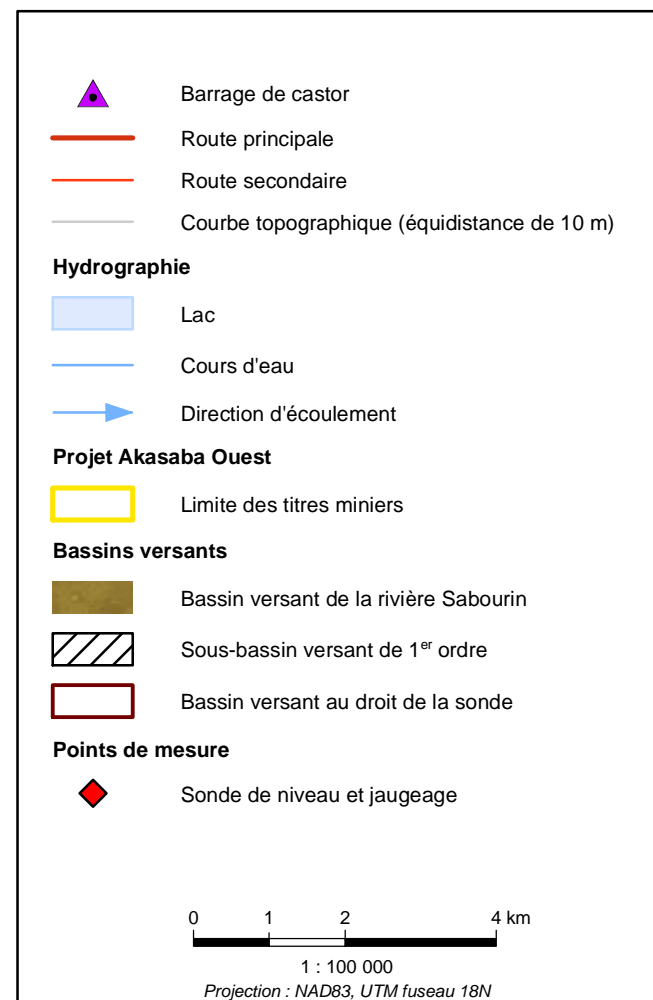 Barrage de castor
Route principale
Route secondaire
Courbe topographique (équidistance de 10 m)
Hydrographie
Lac
Cours d'eau
Direction d'écoulement
Projet Akasaba Ouest
Limite des titres miniers
Bassins versants
Bassin versant de la rivière Sabourin
Sous-bassin versant de 1er ordre
Bassin versant au droit de la sonde
Points de mesure
Sonde de niveau et jaugeage
0 1 2 4 km
1 : 100 000
Projection : NAD83, UTM fuseau 18N